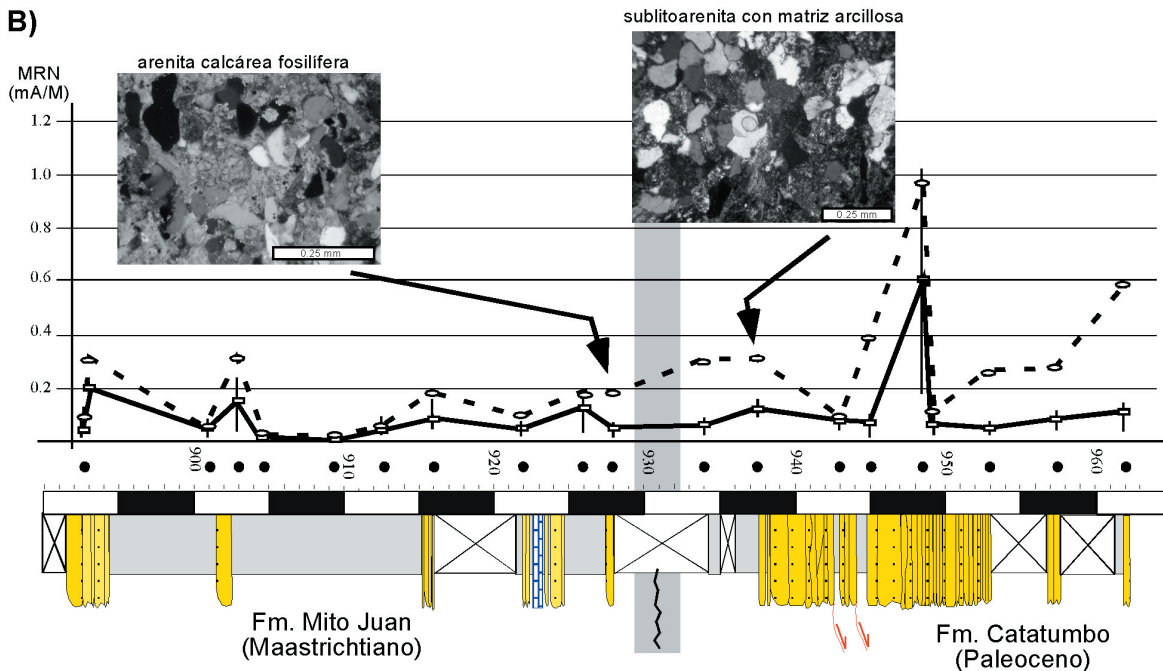 B)
sublitoarenita con matriz arcillosa
arenita calcárea fosilífera
MRN
(mA/M)
1.2
1.0
0.8
0.6
0.4
0.2
0.25 mm
0.25 mm
900
910
920
930
940
950
960
Fm. Mito Juan
(Maastrichtiano)
Fm. Catatumbo
(Paleoceno)